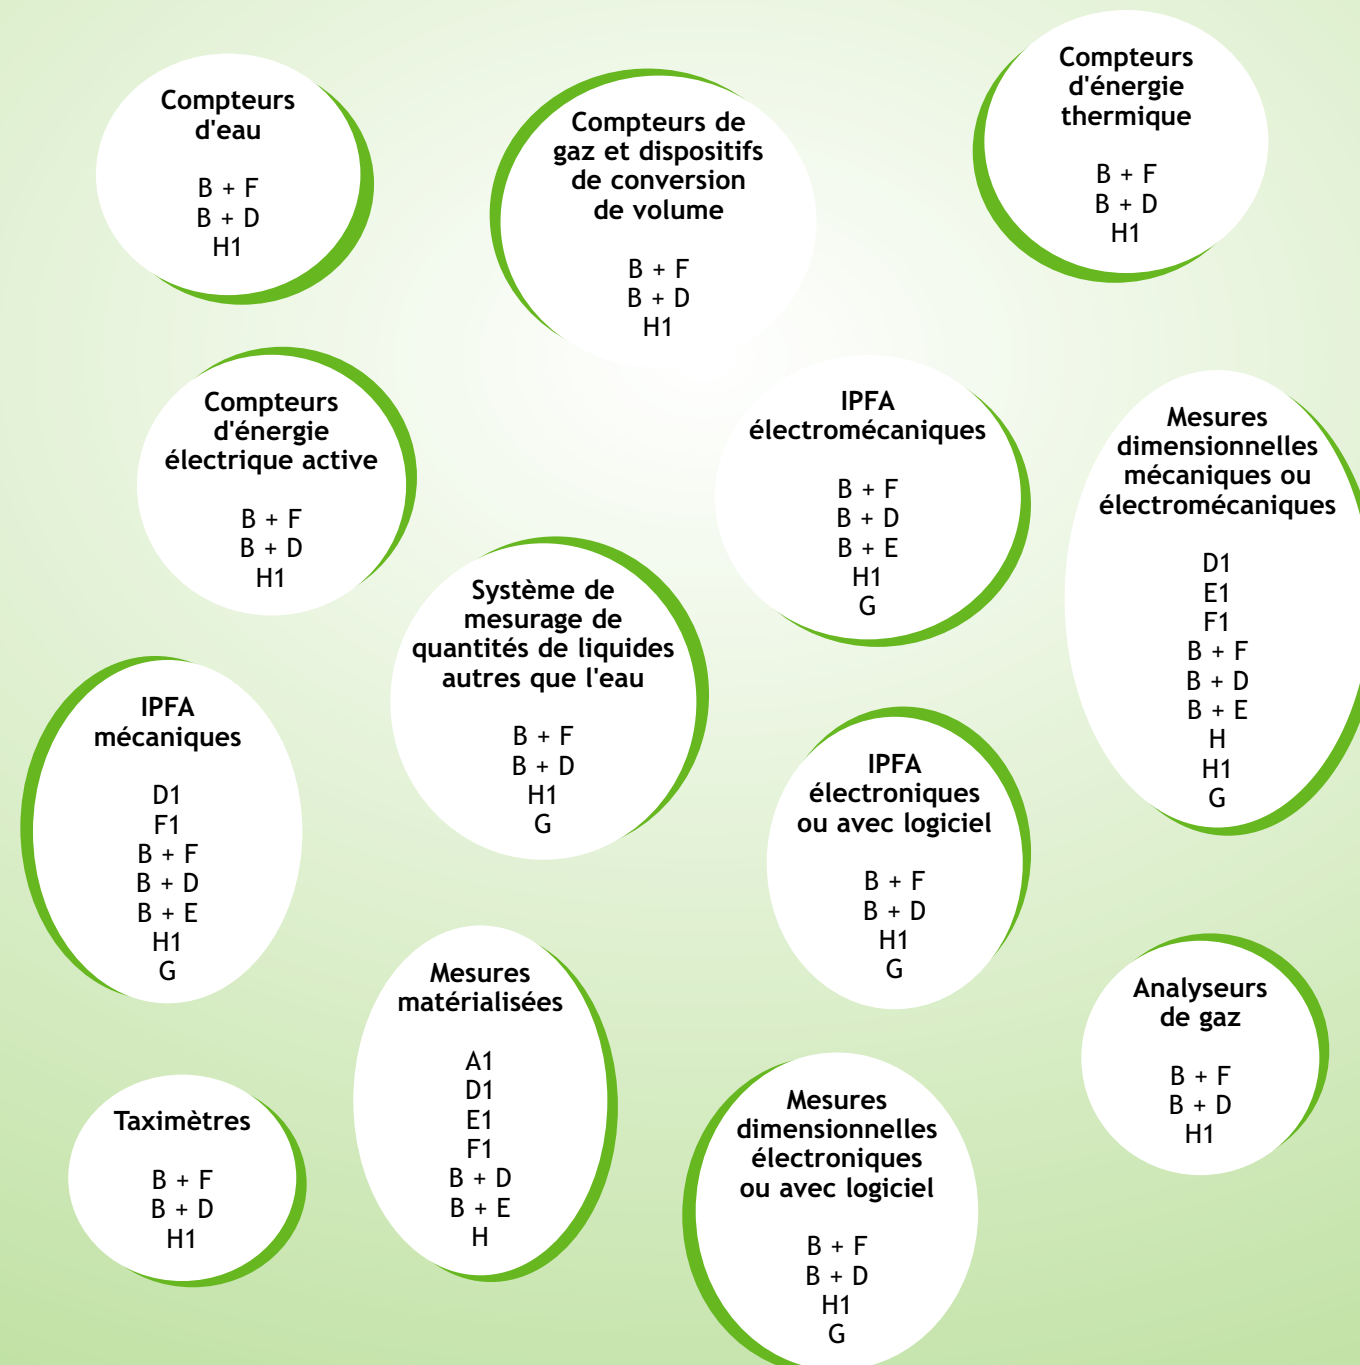 Compteurs
d'eau
B + F
B + D
H1
Compteurs de
gaz et dispositifs
de conversion
de volume
B + F
B + D
H1
Compteurs
d'énergie
thermique
B + F
B + D
H1
Compteurs
d'énergie
électrique active
B + F
B + D
H1
IPFA
électromécaniques
B + F
B + D
B + E
H1
G
Mesures
dimensionnelles
mécaniques ou
électromécaniques
D1
E1
F1
B + F
B + D
B + E
H
H1
G
Système de
mesurage de
quantités de liquides
autres que l'eau
B + F
B + D
H1
G
IPFA
mécaniques
D1
F1
B + F
B + D
B + E
H1
G
IPFA
électroniques
ou avec logiciel
B + F
B + D
H1
G
Mesures
matérialisées
A1
D1
E1
F1
B + D
B + E
H
Analyseurs
de gaz
B + F
B + D
H1
Taximètres
B + F
B + D
H1
Mesures
dimensionnelles
électroniques
ou avec logiciel
B + F
B + D
H1
G